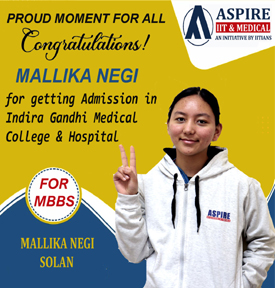 PROUD MOMENT FOR ALL
Congratulations!
ASPIRE
IIT & MEDICAL
AN INITIATIVE BY IITIANS
MALLIKA NEGI
for getting Admission in
Indira Gandhi Medical
College & Hospital
FOR
MBBS
ASPIRE
MALLIKA NEGI
SOLAN